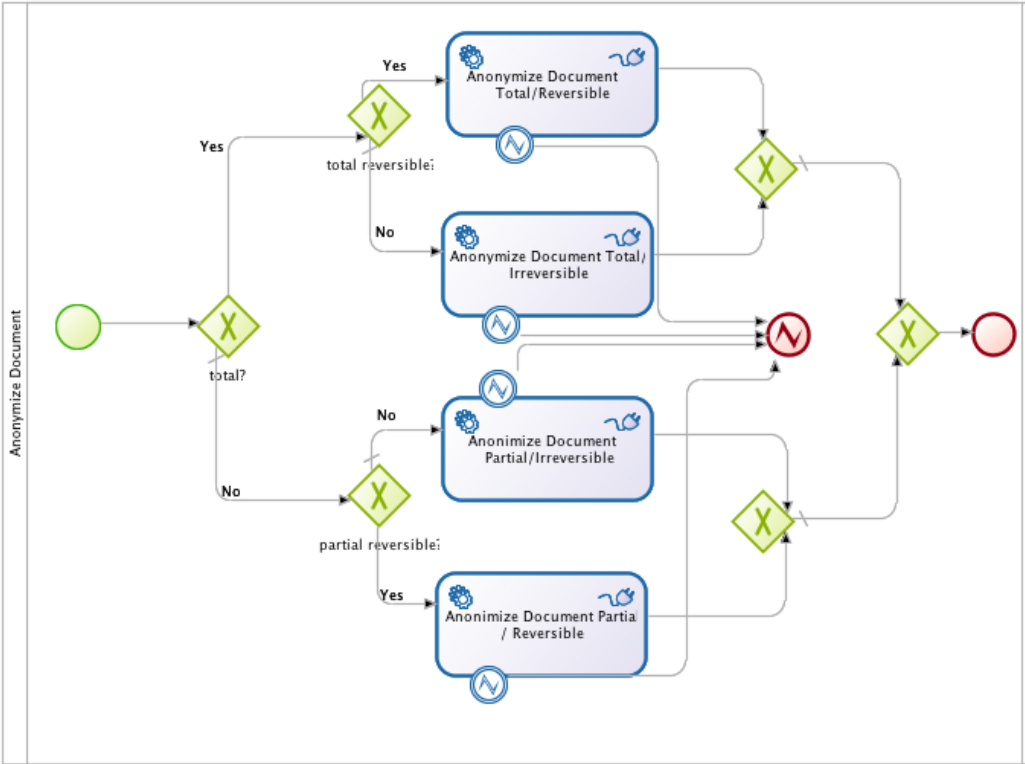 Anonymize Document
Yes
Anonymize Document
Total/Reversible
Yes
total reversible?
No
Anonymize Document Total/
Irreversible
total?
No
Anonimize Document
Partial/Irreversible
No
partial reversible?
Yes
Anonimize Document Partial
/ Reversible